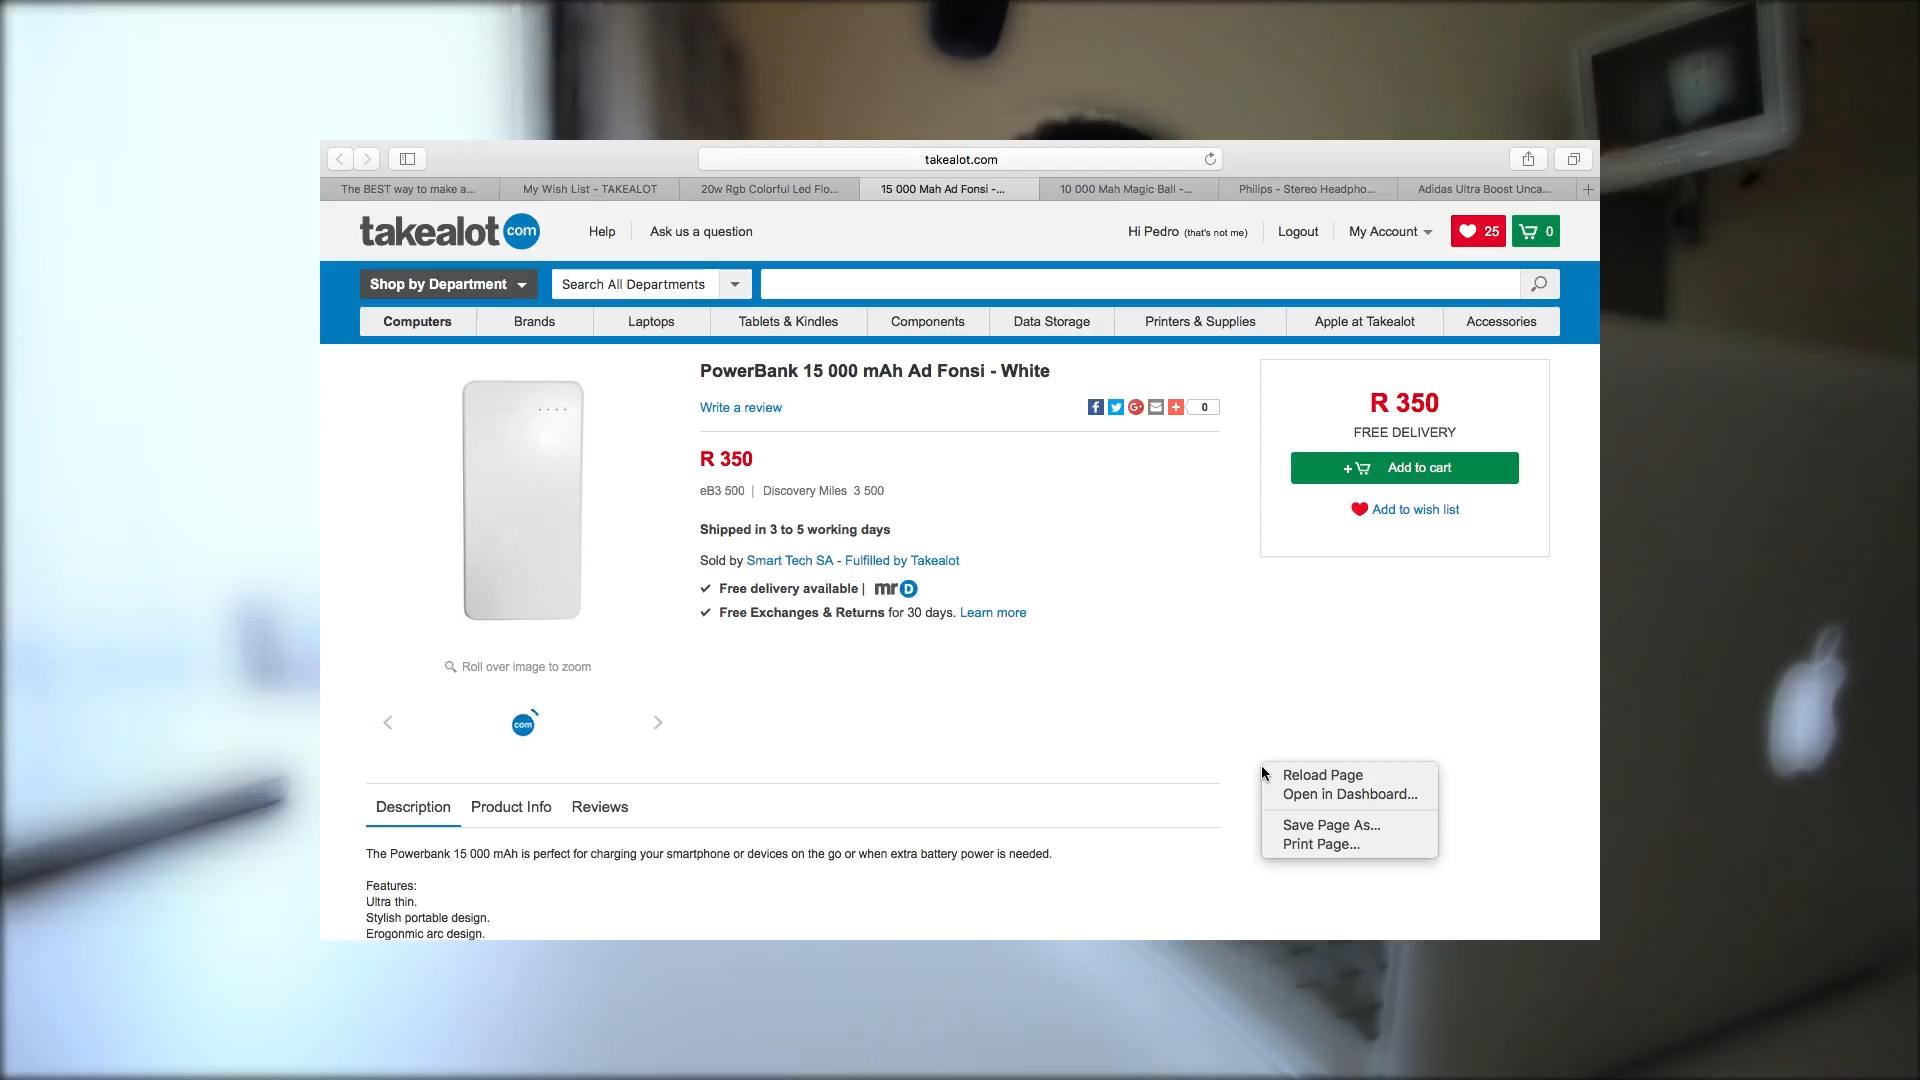 takealot.com
The BEST way to make a...
My Wish List - TAKEALOT
20w Rgb Colorful Led Flo...
15 000 Mah Ad Fonsi -...
10 000 Mah Magic Ball -...
Philips - Stereo Headpho...
Adidas Ultra Boost Unca...
takealot com
Help
Ask us a question
Hi Pedro (that's not me)
Logout
My Account
25
0
Shop by Department
Search All Departments
Computers
Brands
Laptops
Tablets & Kindles
Components
Data Storage
Printers & Supplies
Apple at Takealot
Accessories
PowerBank 15 000 mAh Ad Fonsi - White
Write a review
0
R 350
eB3 500 | Discovery Miles 3 500
Shipped in 3 to 5 working days
Sold by Smart Tech SA - Fulfilled by Takealot
Free delivery available | mr D
Free Exchanges & Returns for 30 days. Learn more
R 350
FREE DELIVERY
+ Add to cart
Add to wish list
Roll over image to zoom
com
Reload Page
Open in Dashboard...
Save Page As...
Print Page...
Description
Product Info
Reviews
The Powerbank 15 000 mAh is perfect for charging your smartphone or devices on the go or when extra battery power is needed.
Features:
Ultra thin.
Stylish portable design.
Erogonmic arc design.